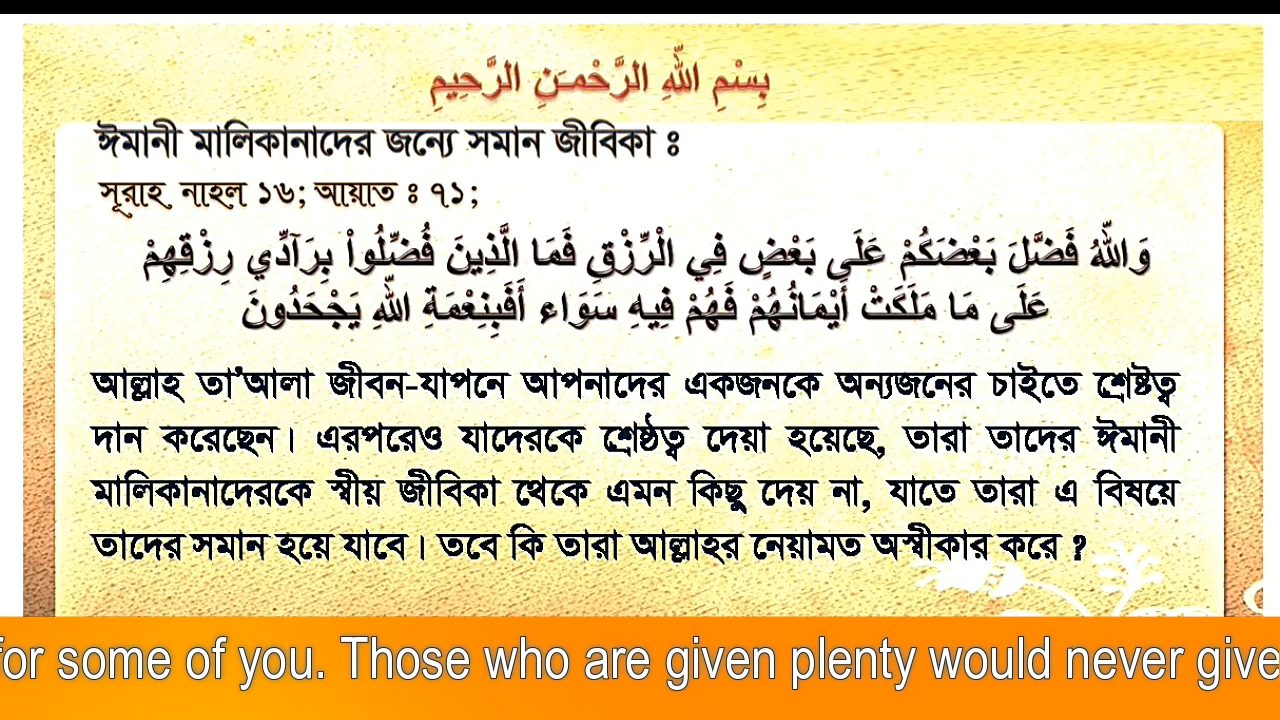 بِسْمِ اللّهِ الرَّحْمـَنِ الرَّحِيمِ
ঈমানী মালিকানাদের জন্যে সমান জীবিকা ঃ
সূরাহ্ নাহল ১৬; আয়াত ঃ ৭১;
وَاللّهُ فَضَّلَ بَعْضَكُمْ عَلَى بَعْضٍ فِي الْرِّزْقِ فَمَا الَّذِينَ فُضِّلُواْ بِرَآدِّي رِزْقِهِمْ
عَلَى مَا مَلَكَتْ أَيْمَانُهُمْ فَهُمْ فِيهِ سَوَاء أَفَبِنِعْمَةِ اللّهِ يَجْحَدُونَ
আল্লাহ তা'আলা জীবন-যাপনে আপনাদের একজনকে অন্যজনের চাইতে শ্রেষ্টত্ব
দান করেছেন। এরপরেও যাদেরকে শ্রেষ্ঠত্ব দেয়া হয়েছে, তারা তাদের ঈমানী
মালিকানাদেরকে স্বীয় জীবিকা থেকে এমন কিছু দেয় না, যাতে তারা এ বিষয়ে
তাদের সমান হয়ে যাবে। তবে কি তারা আল্লাহর নেয়ামত অস্বীকার করে ?
for some of you. Those who are given plenty would never give